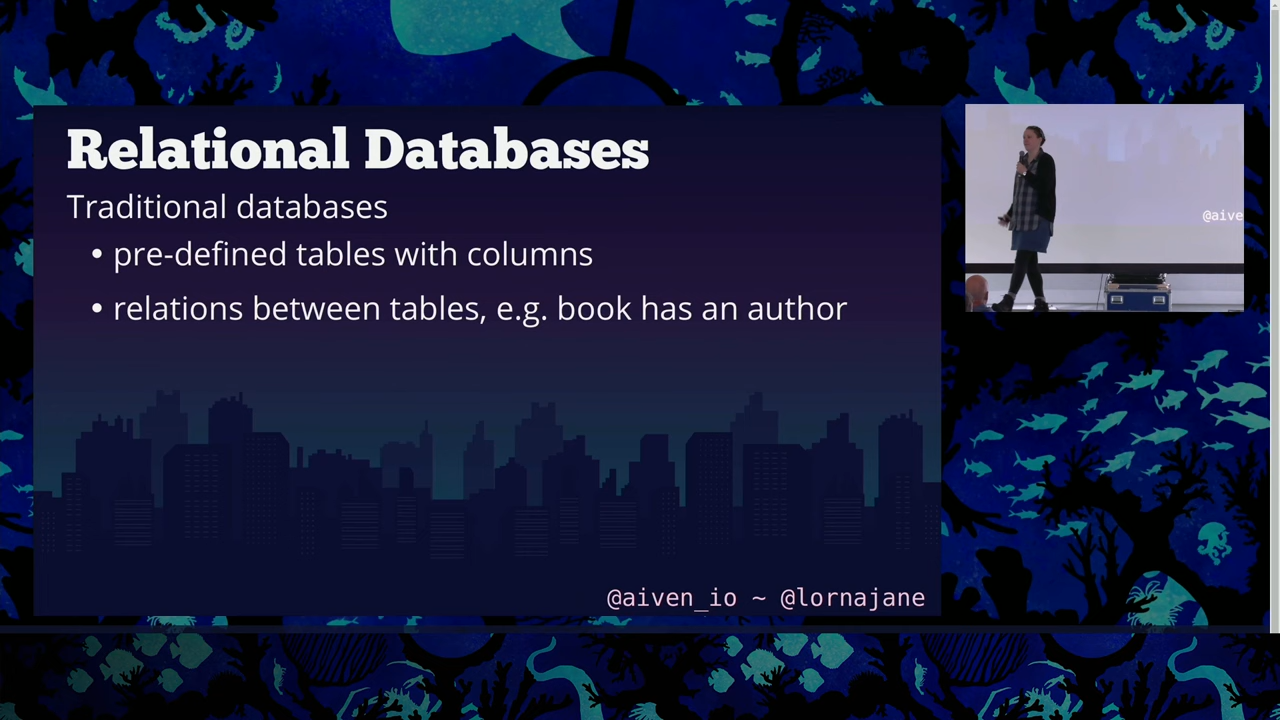 Relational Databases
Traditional databases
• pre-defined tables with columns
• relations between tables, e.g. book has an author
@aiven_io ~ @lornajane
@aive